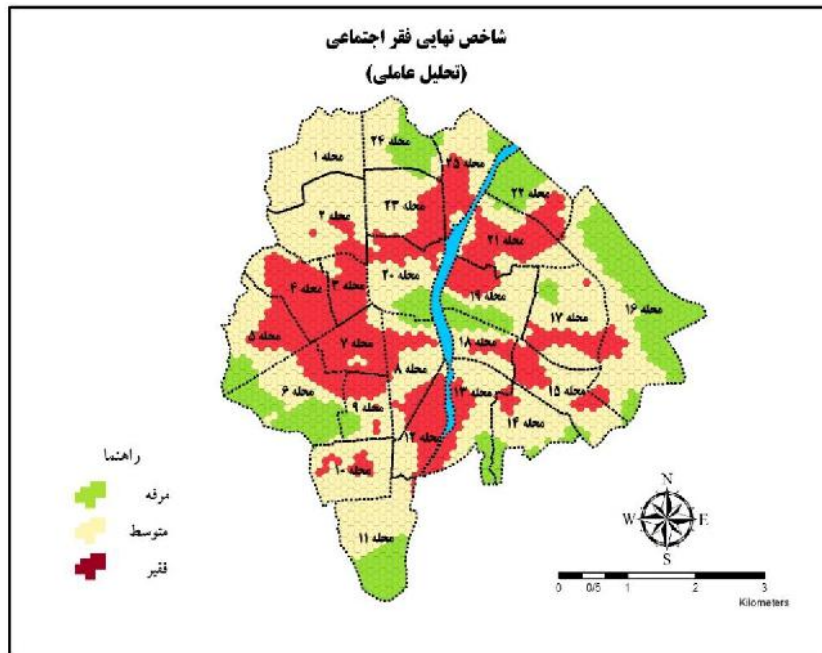 شاخص نهایی فقر اجتماعی
(تحلیل عاملی)
محله ۲۴
محله ۱
محله ۲۵
محله ۲۲
محله ۲۳
محله ۲
محله ۲۱
محله ۲۰
محله ۴
محله ۳
محله ۱۹
محله ۱۶
محله ۱۷
محله ۵
محله ۷
محله ۱۸
محله ۸
محله ۶
محله ۱۳
محله ۱۵
محله ۹
محله ۱۴
محله ۱۲
محله ۱۰
محله ۱۱
راهنما
مرفه
متوسط
فقیر
N
W E
S
0 0/5 1 2 3
Kilometers